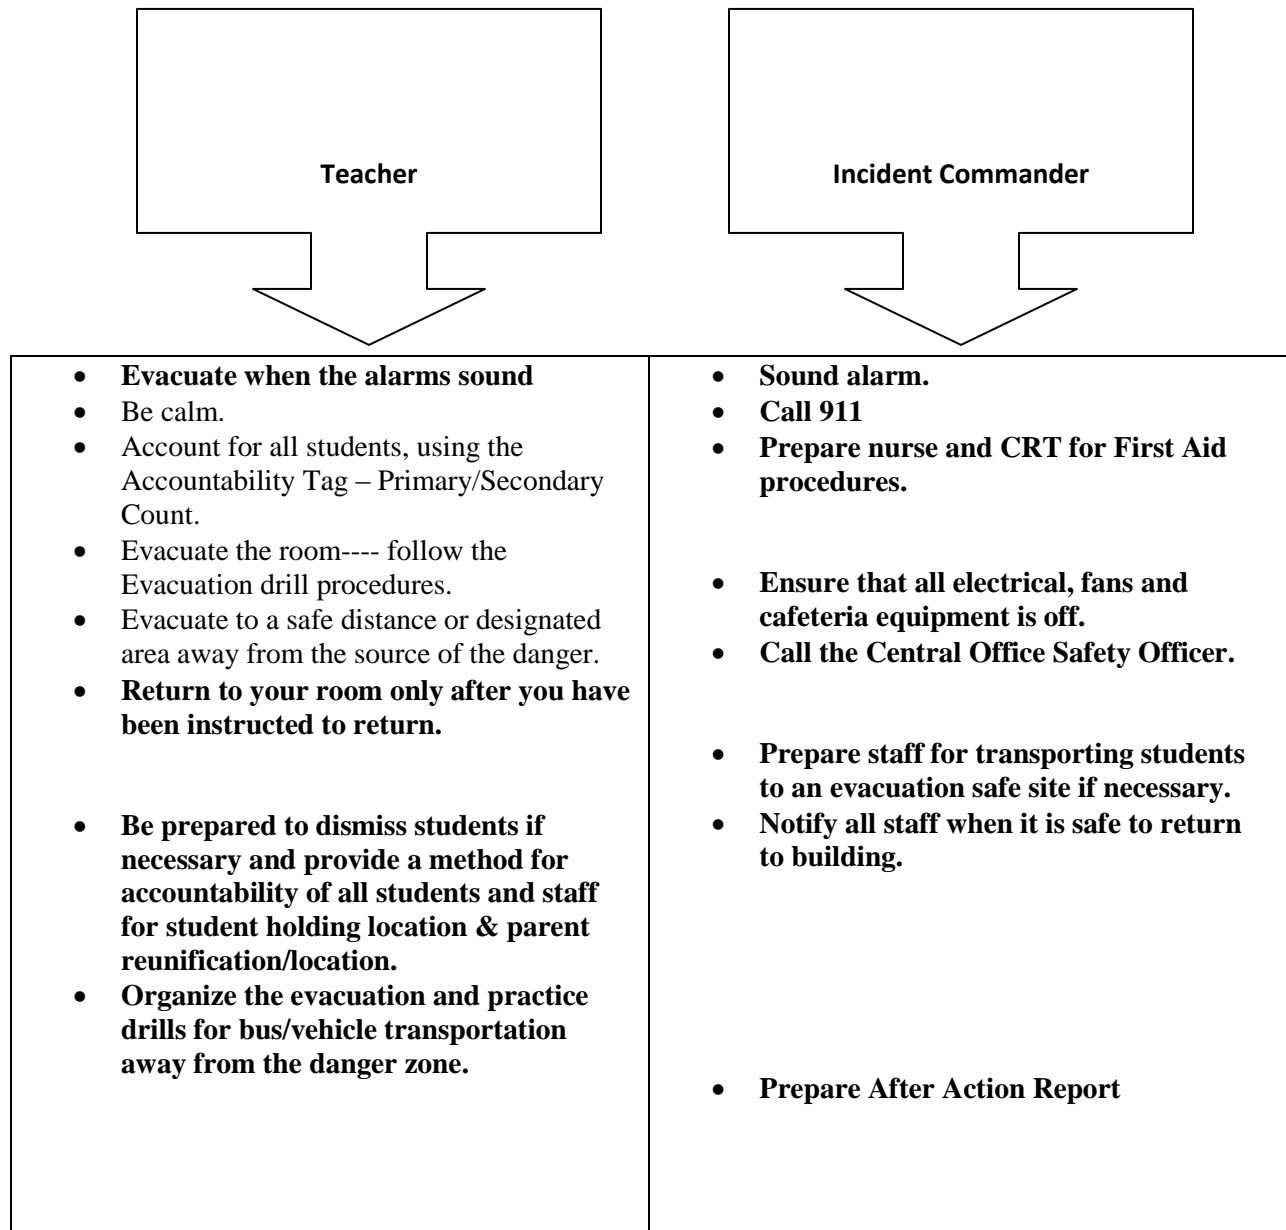 Teacher
Incident Commander
• Evacuate when the alarms sound
• Be calm.
• Account for all students, using the
Accountability Tag – Primary/Secondary
Count.
• Evacuate the room---- follow the
Evacuation drill procedures.
• Evacuate to a safe distance or designated
area away from the source of the danger.
• Return to your room only after you have
been instructed to return.
• Be prepared to dismiss students if
necessary and provide a method for
accountability of all students and staff
for student holding location & parent
reunification/location.
• Organize the evacuation and practice
drills for bus/vehicle transportation
away from the danger zone.
• Sound alarm.
• Call 911
• Prepare nurse and CRT for First Aid
procedures.
• Ensure that all electrical, fans and
cafeteria equipment is off.
• Call the Central Office Safety Officer.
• Prepare staff for transporting students
to an evacuation safe site if necessary.
• Notify all staff when it is safe to return
to building.
• Prepare After Action Report